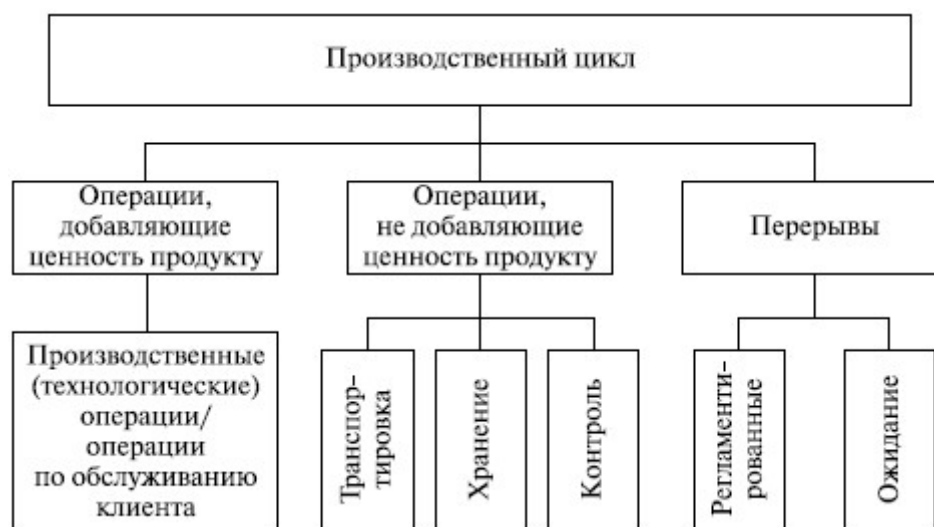 Производственный цикл
Операции,
добавляющие
ценность продукту
Операции,
не добавляющие
ценность продукту
Перерывы
Производственные
(технологические)
операции/
операции
по обслуживанию
клиента
Транспор-
тировка
Хранение
Контроль
Регламенти-
рованные
Ожидание